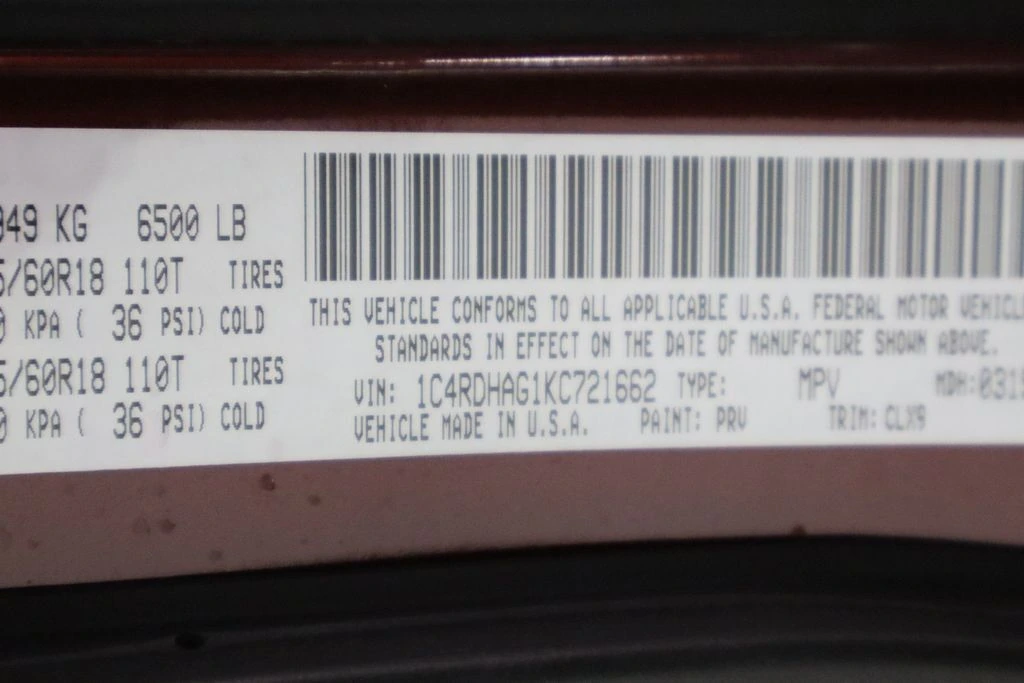 949 KG 6500 LB
5/60R18 110T TIRES
0 KPA ( 36 PSI) COLD
5/60R18 110T TIRES
0 KPA ( 36 PSI) COLD
THIS VEHICLE CONFORMS TO ALL APPLICABLE U.S.A. FEDERAL MOTOR VEHICLE
STANDARDS IN EFFECT ON THE DATE OF MANUFACTURE SHOWN ABOVE.
VIN: 1C4RDHAG1KC721662 TYPE: MPV MDH:0315
VEHICLE MADE IN U.S.A. PAINT: PRV TRIM: CLX9